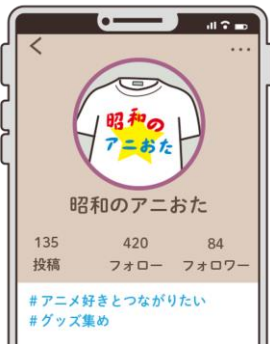 昭和の
アニおた
昭和のアニおた
135 420 84
投稿 フォロー フォロワー
#アニメ好きとつながりたい
#グッズ集め